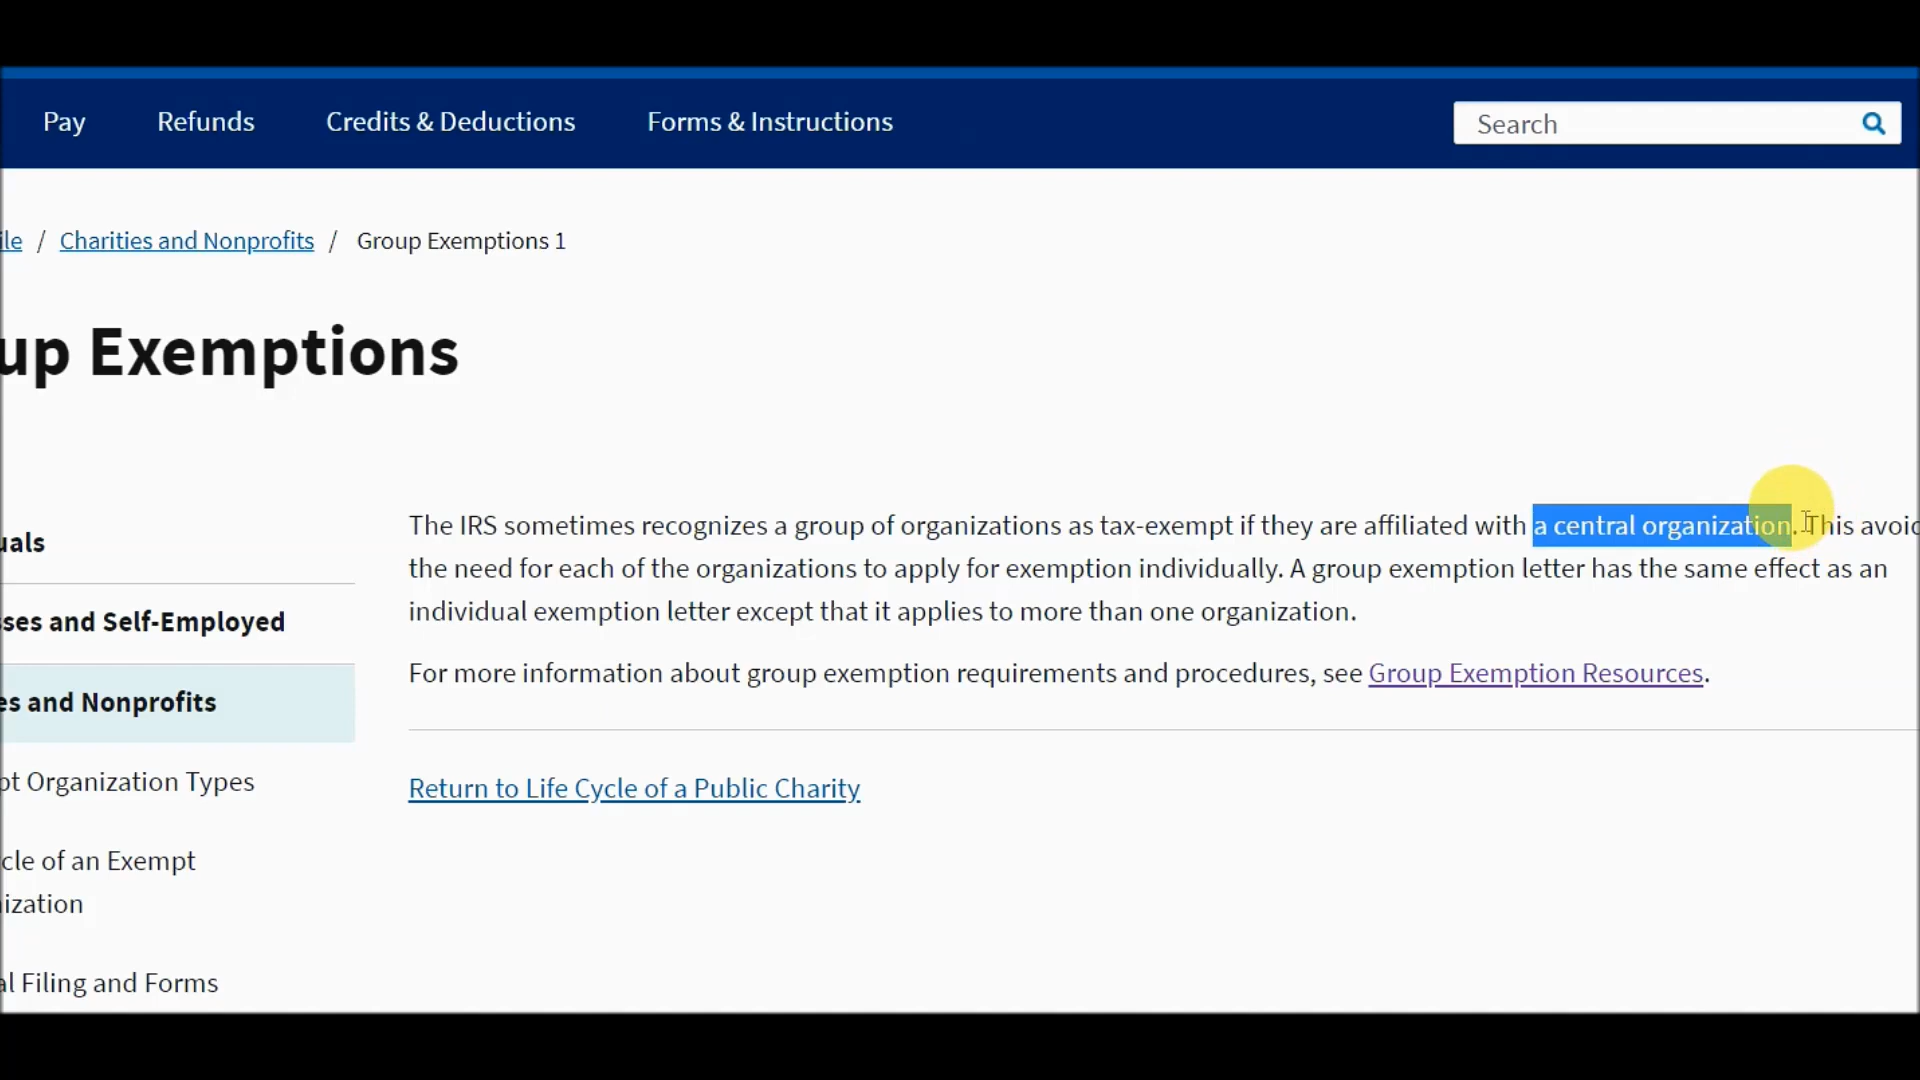 Pay Refunds Credits & Deductions Forms & Instructions Search
ile / Charities and Nonprofits / Group Exemptions 1
up Exemptions
The IRS sometimes recognizes a group of organizations as tax-exempt if they are affiliated with a central organization. This avoid
the need for each of the organizations to apply for exemption individually. A group exemption letter has the same effect as an
individual exemption letter except that it applies to more than one organization.
For more information about group exemption requirements and procedures, see Group Exemption Resources.
Return to Life Cycle of a Public Charity
uals
sses and Self-Employed
es and Nonprofits
pt Organization Types
cle of an Exempt
ization
al Filing and Forms